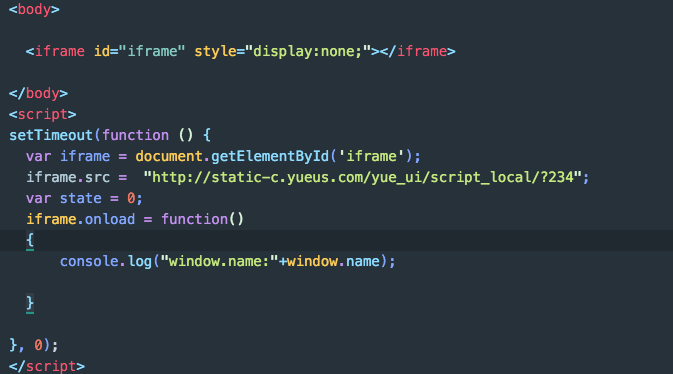 <body>
<iframe id="iframe" style="display:none;"></iframe>
</body>
<script>
setTimeout(function () {
var iframe = document.getElementById('iframe');
iframe.src =  "http://static-c.yueus.com/yue_ui/script_local/?234";
var state = 0;
iframe.onload = function()
{
console.log("window.name:"+window.name);
}
}, 0);
</script>